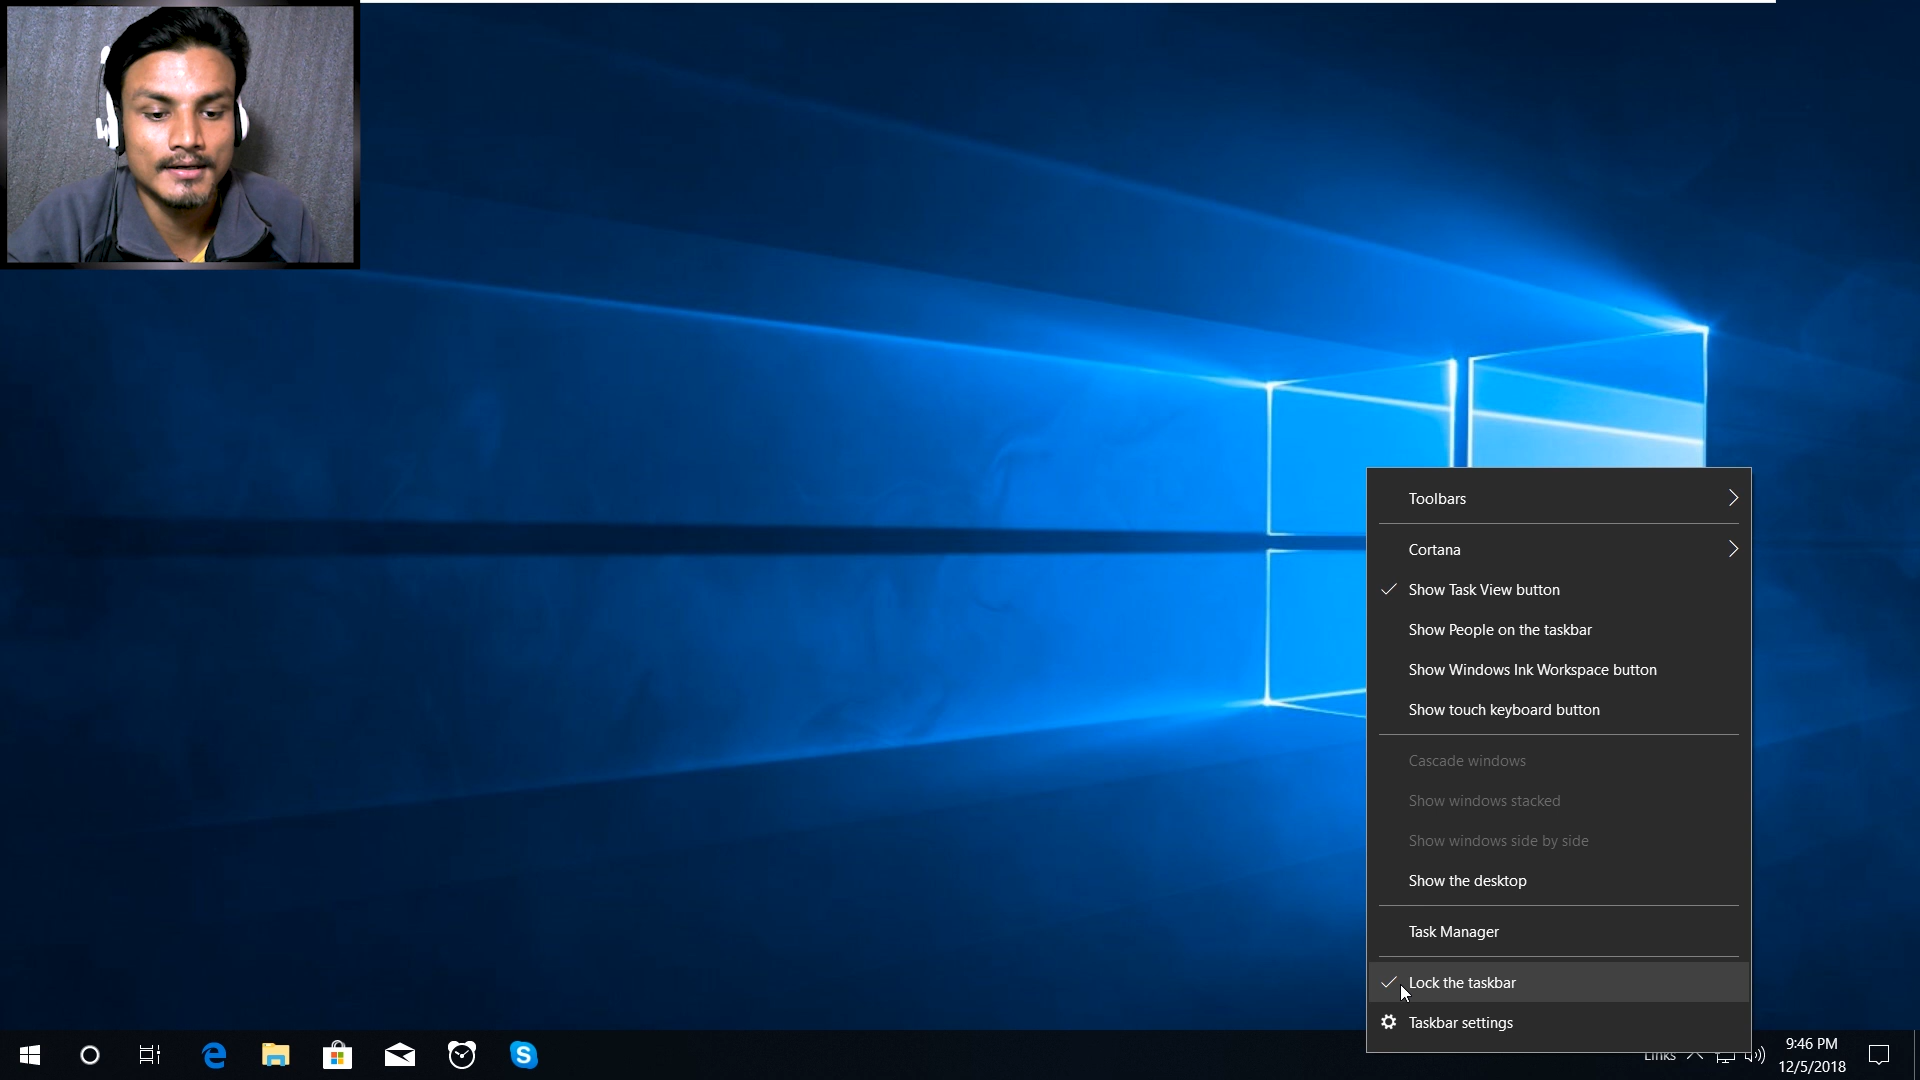 Toolbars
Cortana
Show Task View button
Show People on the taskbar
Show Windows Ink Workspace button
Show touch keyboard button
Cascade windows
Show windows stacked
Show windows side by side
Show the desktop
Task Manager
Lock the taskbar
Taskbar settings
Links
9:46 PM
12/5/2018